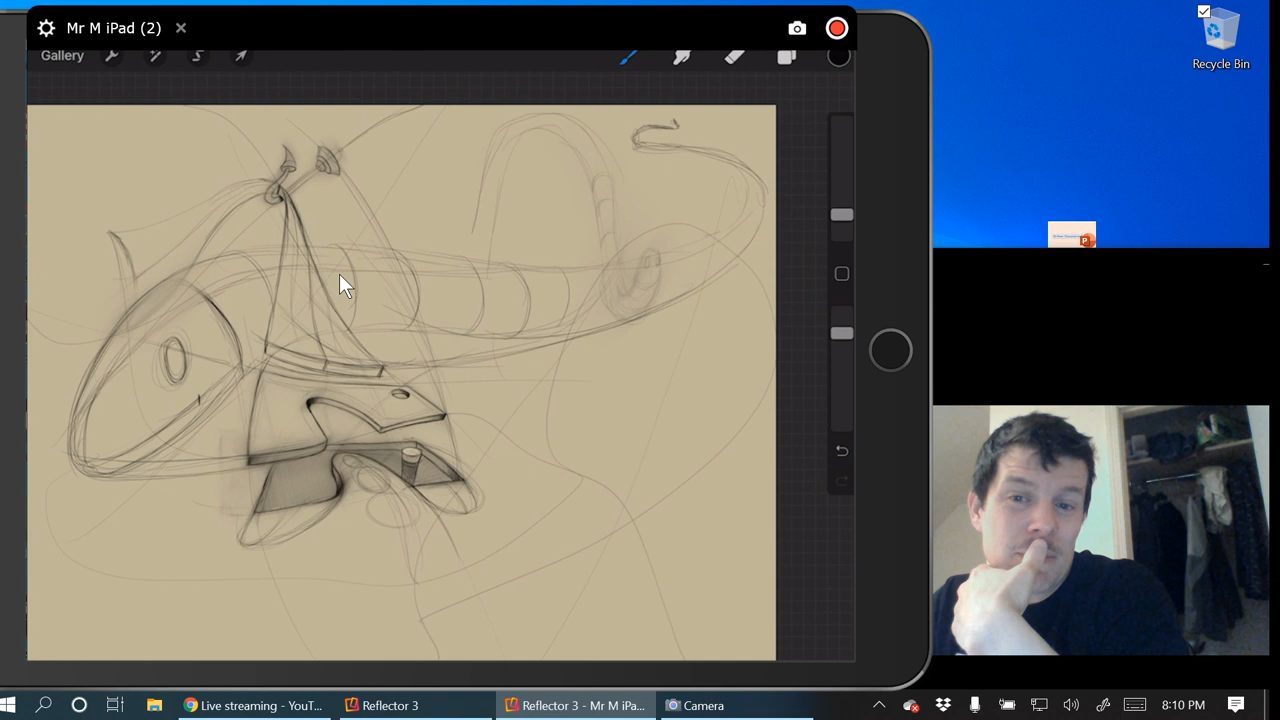 Mr M iPad (2)
Gallery
Recycle Bin
Live streaming - YouT...
Reflector 3
Reflector 3 - Mr M iPa...
Camera
8:10 PM